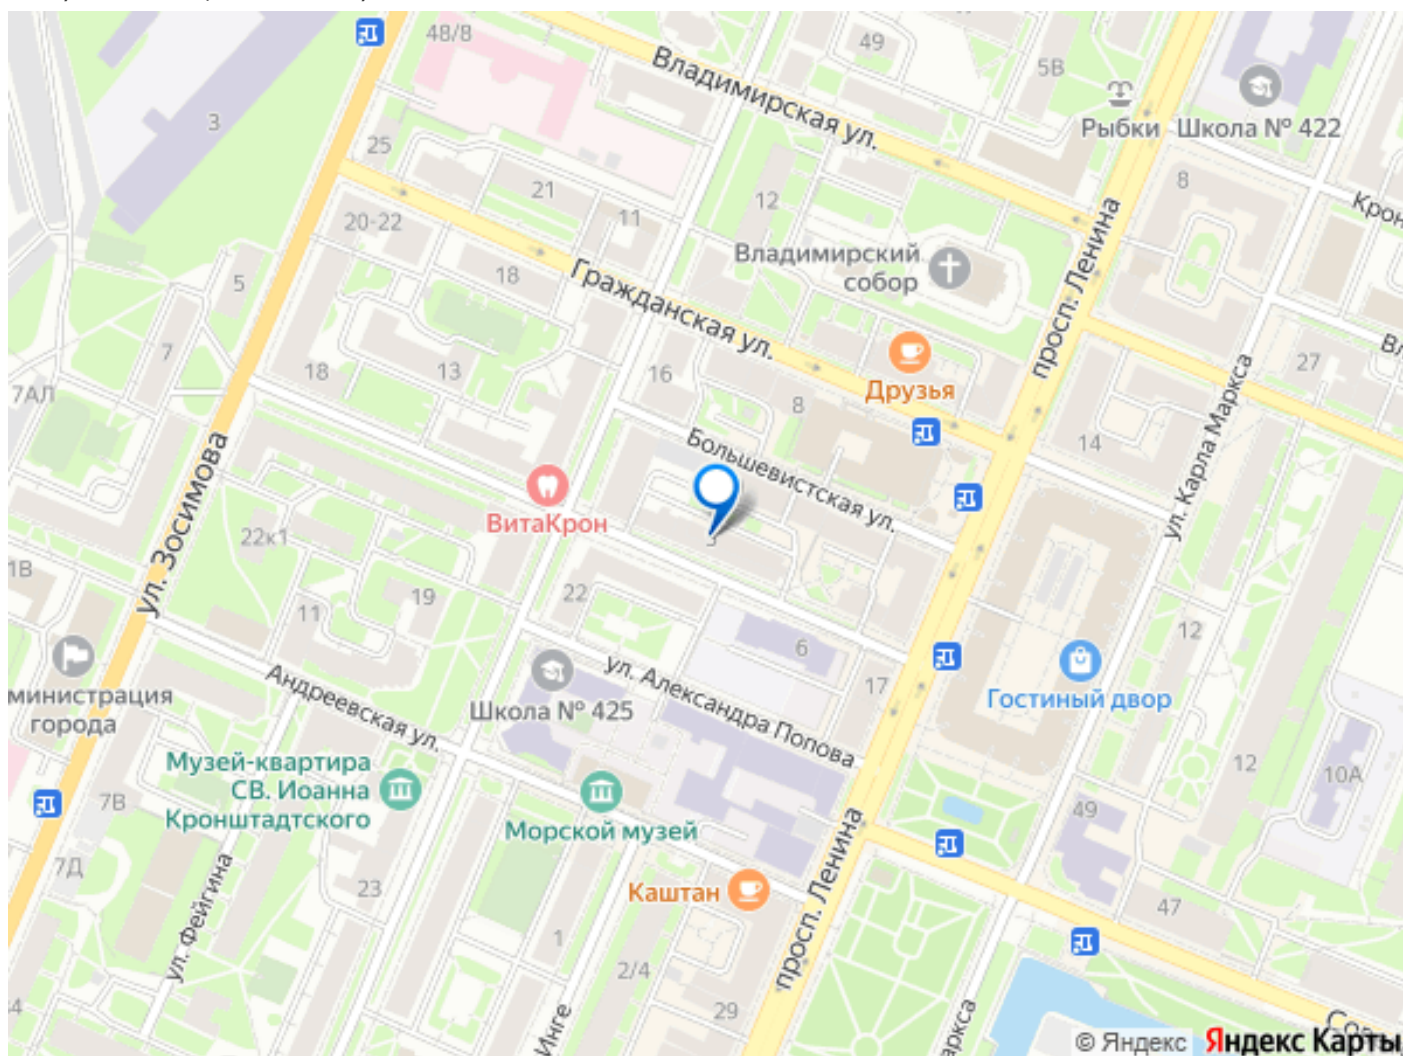 48/8
49
5В
3
Владимирская ул.
Рыбки
Школа № 422
25
21
12
8
20-22
11
Крон
просп. Ленина
Владимирский
собор
18
5
Гражданская ул.
7
18
13
16
Друзья
27
Вл
7АЛ
8
14
ул. Карла Маркса
Большевистская ул.
ул. Зосимова
ВитаКрон
22к1
1В
11
19
22
6
12
министрация
города
Андреевская ул.
Школа № 425
ул. Александра Попова
17
Гостиный двор
Музей-квартира
СВ. Иоанна
Кронштадтского
12
10А
7В
Морской музей
49
7Д
ул. Фейгина
23
Каштан
просп. Ленина
47
1
2/4
29
Инге
аркса
© Яндекс
Яндекс Карты